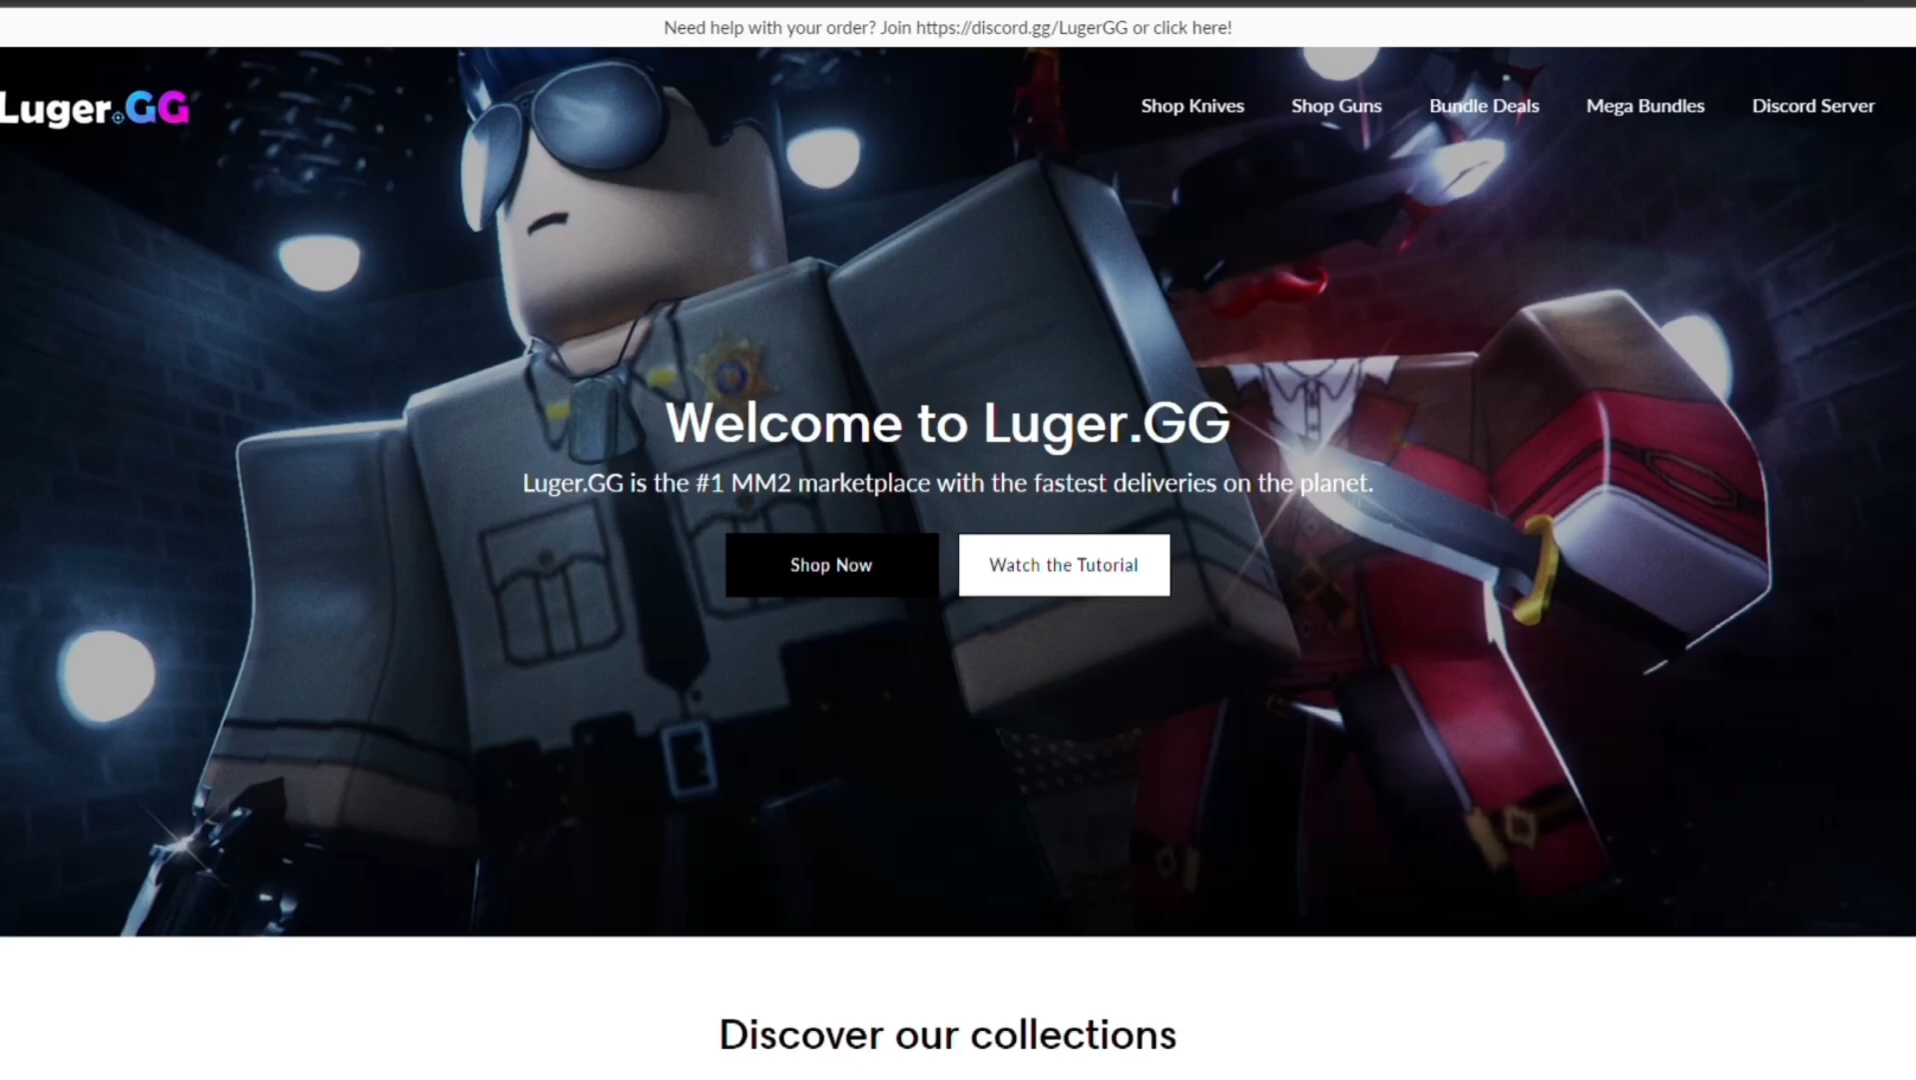 Need help with your order? Join https://discord.gg/LugerGG or click here!
Luger.GG
Shop Knives
Shop Guns
Bundle Deals
Mega Bundles
Discord Server
Welcome to Luger.GG
Luger.GG is the #1 MM2 marketplace with the fastest deliveries on the planet.
Shop Now
Watch the Tutorial
Discover our collections